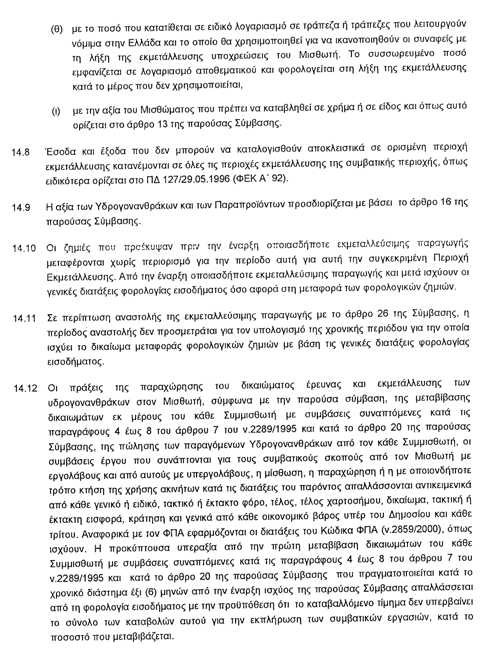 (θ) με το ποσό που κατατίθεται σε ειδικό λογαριασμό σε τράπεζα ή τράπεζες που λειτουργούν
νόμιμα στην Ελλάδα και το οποίο θα χρησιμοποιηθεί για να ικανοποιηθούν οι συναφείς με
τη λήξη της εκμετάλλευσης υποχρεώσεις του Μισθωτή. Το συσσωρευμένο ποσό
εμφανίζεται σε λογαριασμό αποθεματικού και φορολογείται στη λήξη της εκμετάλλευσης
κατά το μέρος που δεν χρησιμοποιείται,
(ι) με την αξία του Μισθώματος που πρέπει να καταβληθεί σε χρήμα ή σε είδος και όπως αυτό
ορίζεται στο άρθρο 13 της παρούσας Σύμβασης.
14.8 Έσοδα και έξοδα που δεν μπορούν να καταλογισθούν αποκλειστικά σε ορισμένη περιοχή
εκμετάλλευσης κατανέμονται σε όλες τις περιοχές εκμετάλλευσης της συμβατικής περιοχής, όπως
ειδικότερα ορίζεται στο ΠΔ 127/29.05.1996 (ΦΕΚ Α΄ 92).
14.9 Η αξία των Υδρογονανθράκων και των Παραπροϊόντων προσδιορίζεται με βάσει το άρθρο 16 της
παρούσας Σύμβασης.
14.10 Οι ζημιές που προέκυψαν πριν την έναρξη οποιασδήποτε εκμεταλλεύσιμης παραγωγής
μεταφέρονται χωρίς περιορισμό για την περίοδο αυτή για αυτή την συγκεκριμένη Περιοχή
Εκμετάλλευσης. Από την έναρξη οποιασδήποτε εκμεταλλεύσιμης παραγωγής και μετά ισχύουν οι
γενικές διατάξεις φορολογίας εισοδήματος όσο αφορά στη μεταφορά των φορολογικών ζημιών.
14.11 Σε περίπτωση αναστολής της εκμεταλλεύσιμης παραγωγής με το άρθρο 26 της Σύμβασης, η
περίοδος αναστολής δεν προσμετράται για τον υπολογισμό της χρονικής περιόδου για την οποία
ισχύει το δικαίωμα μεταφοράς φορολογικών ζημιών με βάση τις γενικές διατάξεις φορολογίας
εισοδήματος.
14.12 Οι πράξεις της παραχώρησης του δικαιώματος έρευνας και εκμετάλλευσης των
υδρογονανθράκων στον Μισθωτή, σύμφωνα με την παρούσα σύμβαση, της μεταβίβασης
δικαιωμάτων εκ μέρους του κάθε Συμμισθωτή με συμβάσεις συναπτόμενες κατά τις
παραγράφους 4 έως 8 του άρθρου 7 του ν.2289/1995 και κατά το άρθρο 20 της παρούσας
Σύμβασης, της πώλησης των παραγόμενων Υδρογονανθράκων από τον κάθε Συμμισθωτή, οι
συμβάσεις έργου που συνάπτονται για τους συμβατικούς σκοπούς από τον Μισθωτή με
εργολάβους και από αυτούς με υπεργολάβους, η μίσθωση, η παραχώρηση ή η με οποιονδήποτε
τρόπο κτήση της χρήσης ακινήτων κατά τις διατάξεις του παρόντος απαλλάσσονται αντικειμενικά
από κάθε γενικό ή ειδικό, τακτικό ή έκτακτο φόρο, τέλος, τέλος χαρτοσήμου, δικαίωμα, τακτική ή
έκτακτη εισφορά, κράτηση και γενικά από κάθε οικονομικό βάρος υπέρ του Δημοσίου και κάθε
τρίτου. Αναφορικά με τον ΦΠΑ εφαρμόζονται οι διατάξεις του Κώδικα ΦΠΑ (ν.2859/2000), όπως
ισχύουν. Η προκύπτουσα υπεραξία από την πρώτη μεταβίβαση δικαιωμάτων του κάθε
Συμμισθωτή με συμβάσεις συναπτόμενες κατά τις παραγράφους 4 έως 8 του άρθρου 7 του
ν.2289/1995 και κατά το άρθρο 20 της παρούσας Σύμβασης που πραγματοποιείται κατά το
χρονικό διάστημα έξι (6) μηνών από την έναρξη ισχύος της παρούσας Σύμβασης απαλλάσσεται
από τη φορολογία εισοδήματος με την προϋπόθεση ότι το καταβαλλόμενο τίμημα δεν υπερβαίνει
το σύνολο των καταβολών αυτού για την εκπλήρωση των συμβατικών εργασιών, κατά το
ποσοστό που μεταβιβάζεται.